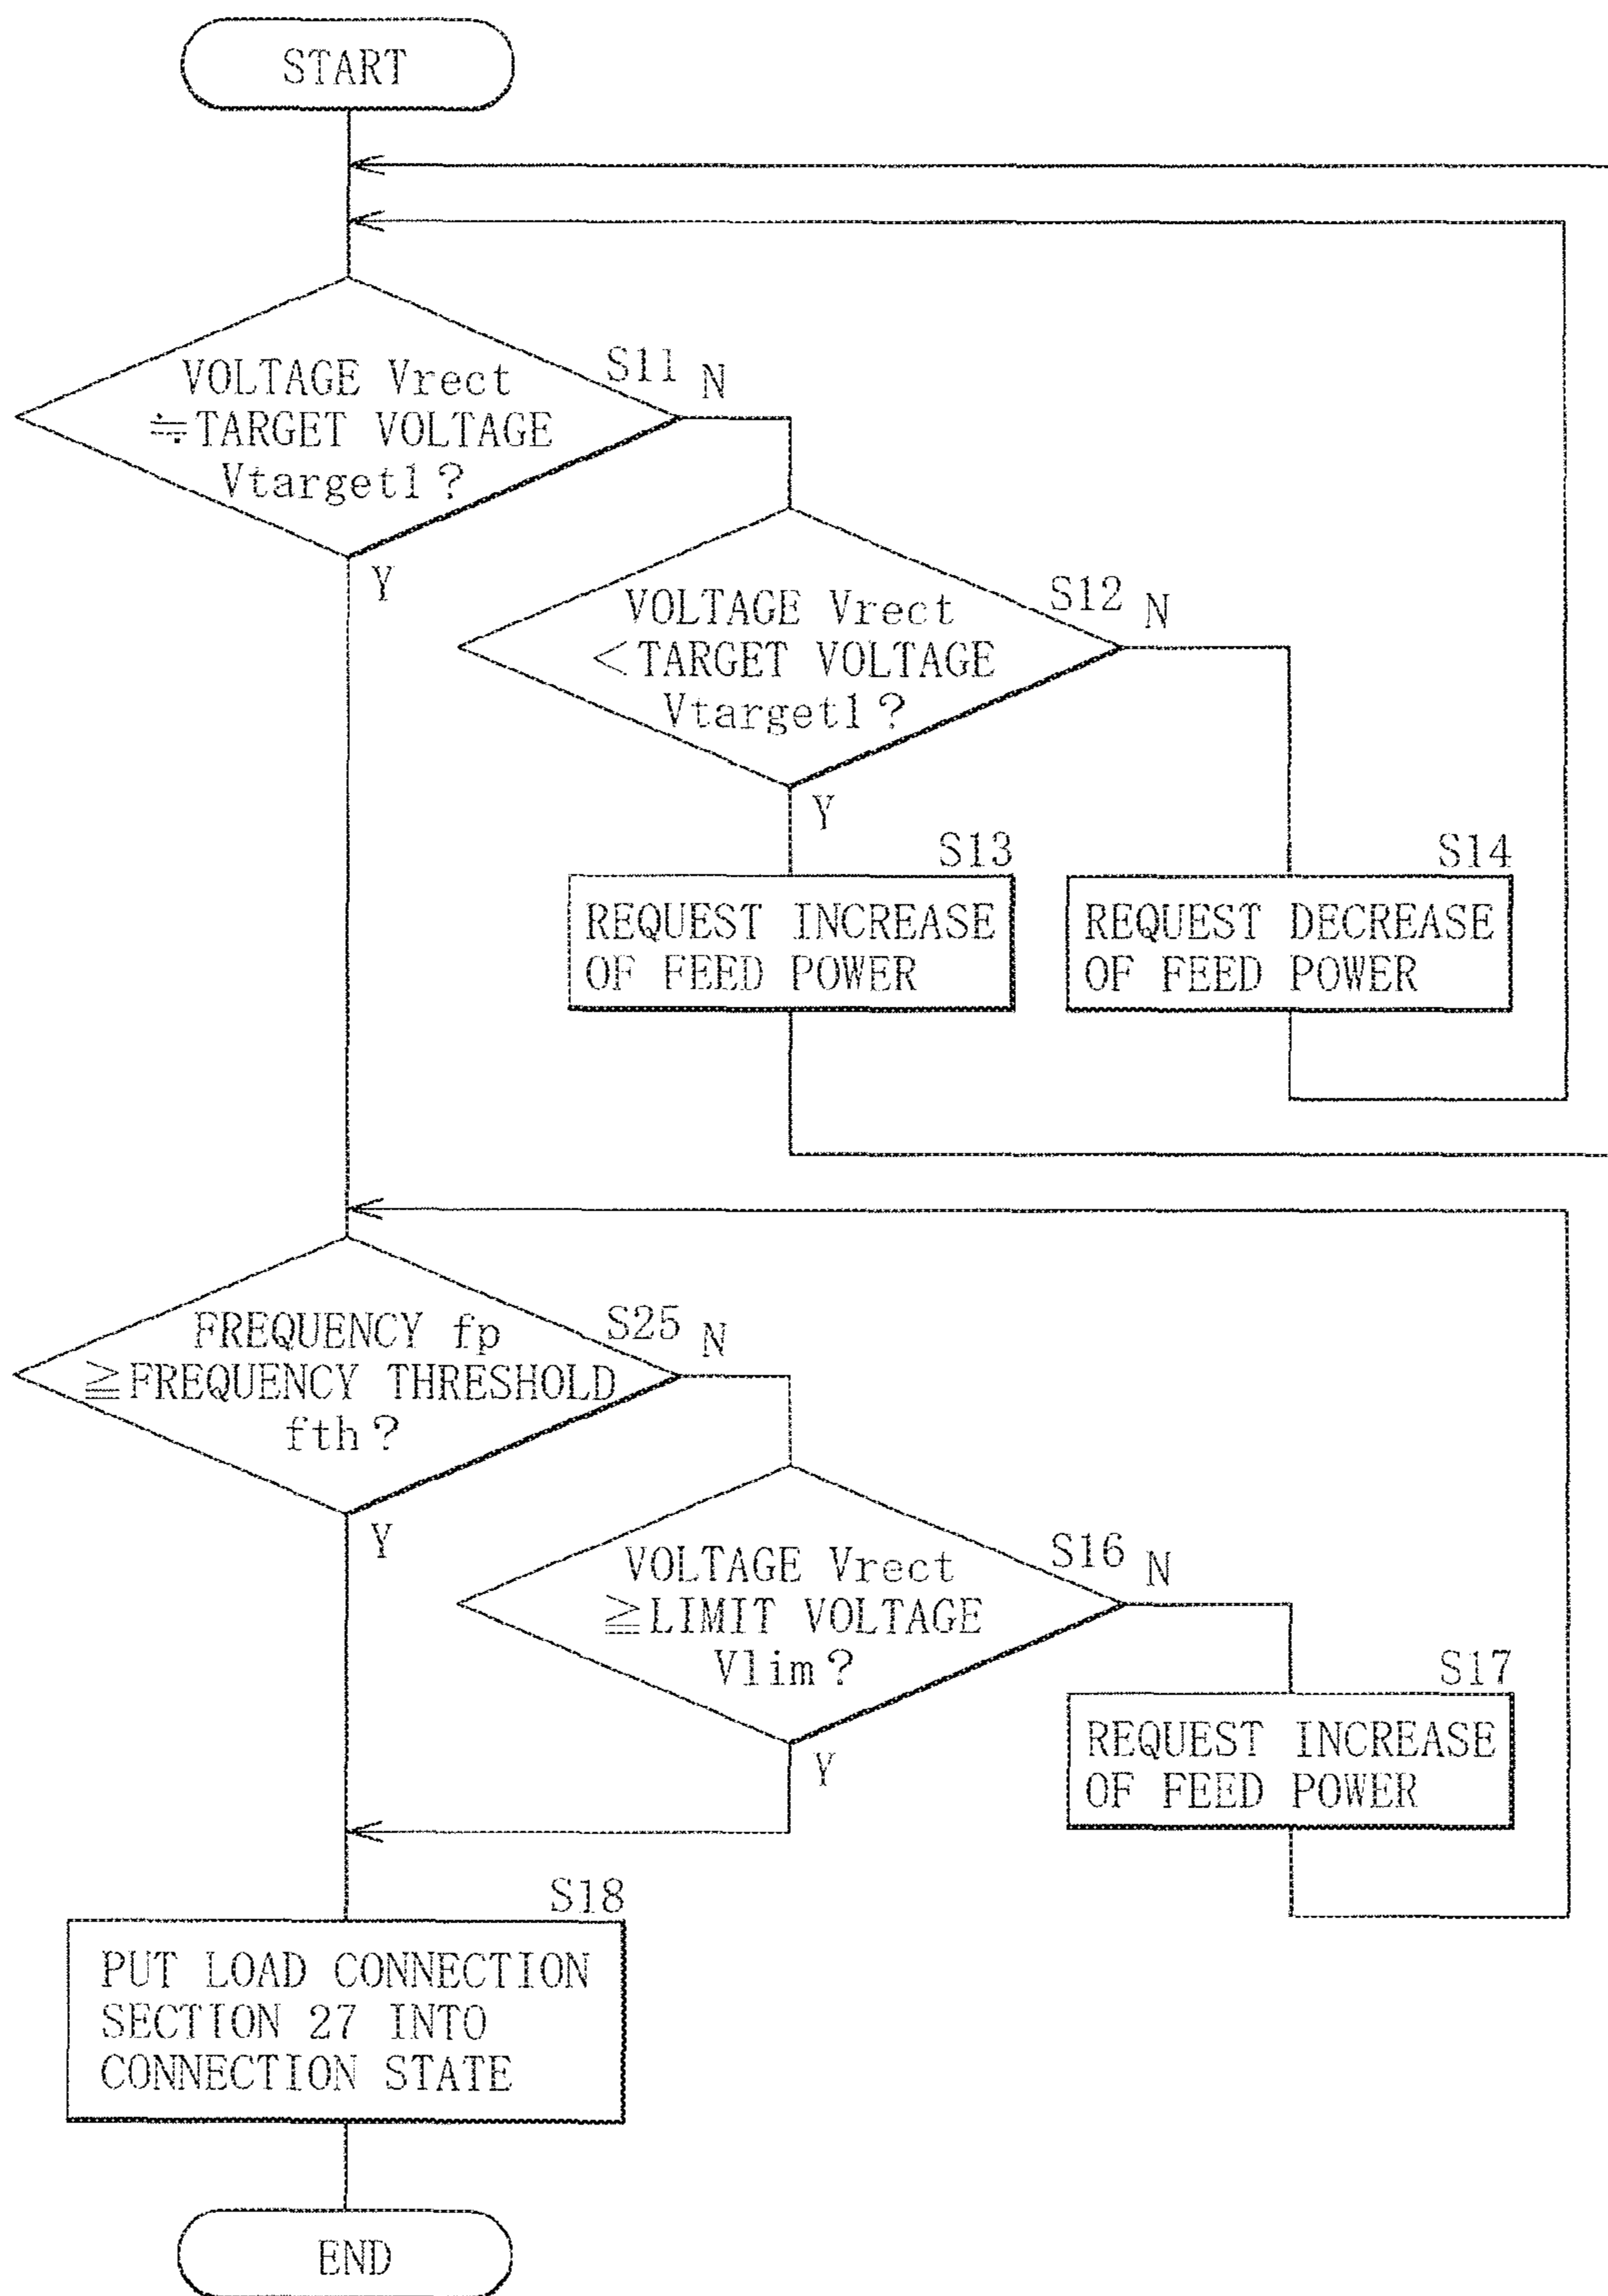 START
VOLTAGE Vrect
≒TARGET VOLTAGE
Vtarget1?
S11
N
Y
VOLTAGE Vrect
<TARGET VOLTAGE
Vtarget1?
S12
N
Y
S13
REQUEST INCREASE
OF FEED POWER
S14
REQUEST DECREASE
OF FEED POWER
FREQUENCY fp
≧FREQUENCY THRESHOLD
fth?
S25
N
Y
VOLTAGE Vrect
≧LIMIT VOLTAGE
Vlim?
S16
N
Y
S17
REQUEST INCREASE
OF FEED POWER
S18
PUT LOAD CONNECTION
SECTION 27 INTO
CONNECTION STATE
END